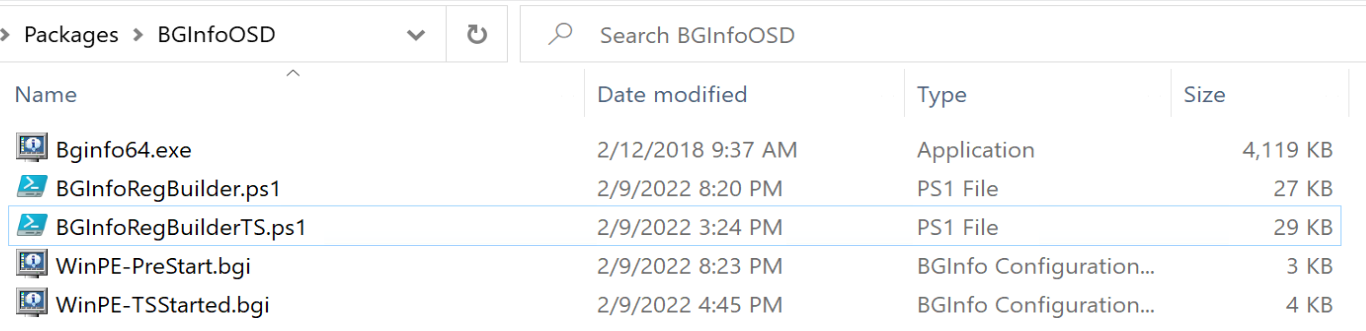 Packages > BGInfoOSD Search BGInfoOSD
Name Date modified Type Size
Bginfo64.exe 2/12/2018 9:37 AM Application 4,119 KB
BGInfoRegBuilder.ps1 2/9/2022 8:20 PM PS1 File 27 KB
BGInfoRegBuilderTS.ps1 2/9/2022 3:24 PM PS1 File 29 KB
WinPE-PreStart.bgi 2/9/2022 8:23 PM BGInfo Configuration... 3 KB
WinPE-TSStarted.bgi 2/9/2022 4:45 PM BGInfo Configuration... 4 KB